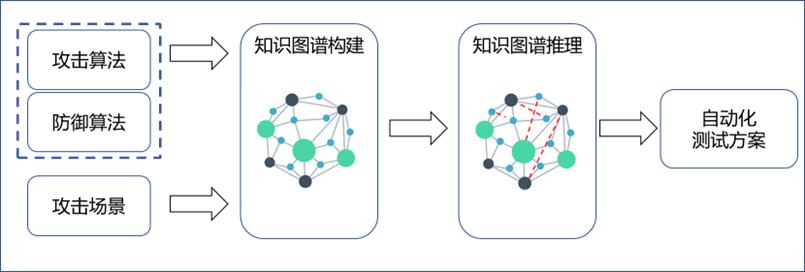 攻击算法
防御算法
攻击场景
知识图谱构建
知识图谱推理
自动化
测试方案